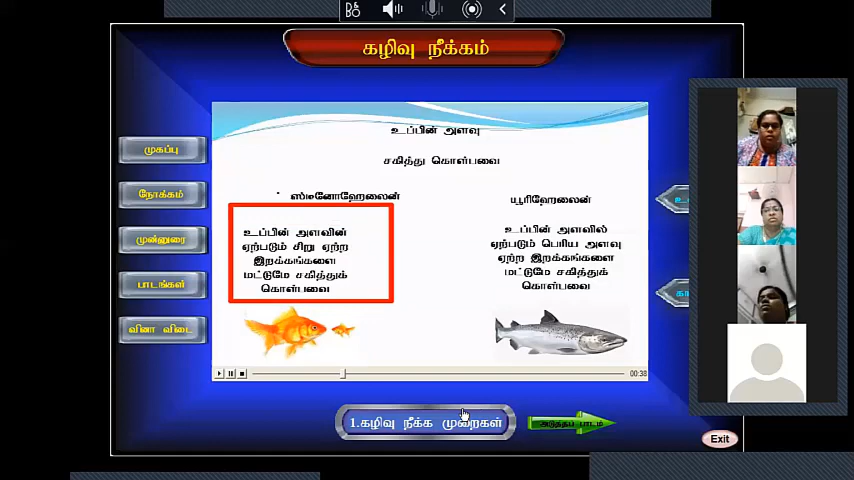 கழிவு நீக்கம்
உப்பின் அளவு
சகித்து கொள்பவை
ஸ்டீனோஹேலைன்
யூரிஹேலைன்
உப்பின் அளவின்
ஏற்படும் சிறு ஏற்ற
இறக்கங்களை
மட்டுமே சகித்துக்
கொள்பவை
உப்பின் அளவில்
ஏற்படும் பெரிய அளவு
ஏற்ற இறக்கங்களை
மட்டுமே சகித்துக்
கொள்பவை
முகப்பு
நோக்கம்
முன்னுரை
பாடங்கள்
வினா விடை
00:38
1.கழிவு நீக்க முறைகள்
அடுத்தப் பாடம்
Exit